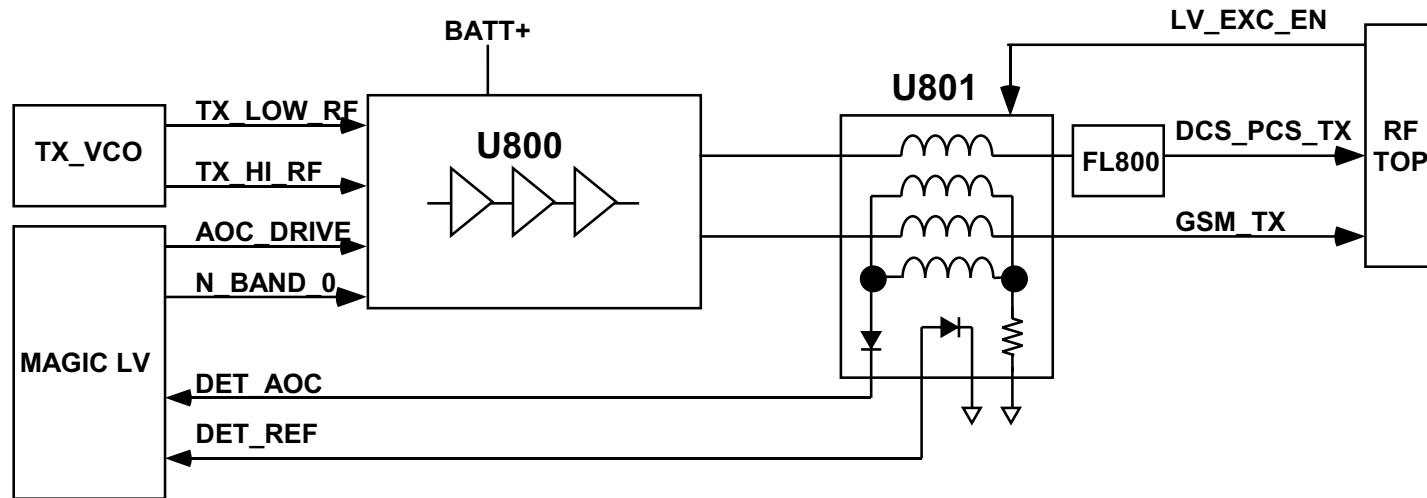 LV_EXC_EN
BATT+
U801
TX_LOW_RF
TX_VCO
U800
DCS_PCS_TX
RF
TOP
FL800
TX_HI_RF
AOC_DRIVE
GSM_TX
N_BAND_0
MAGIC LV
DET_AOC
DET_REF